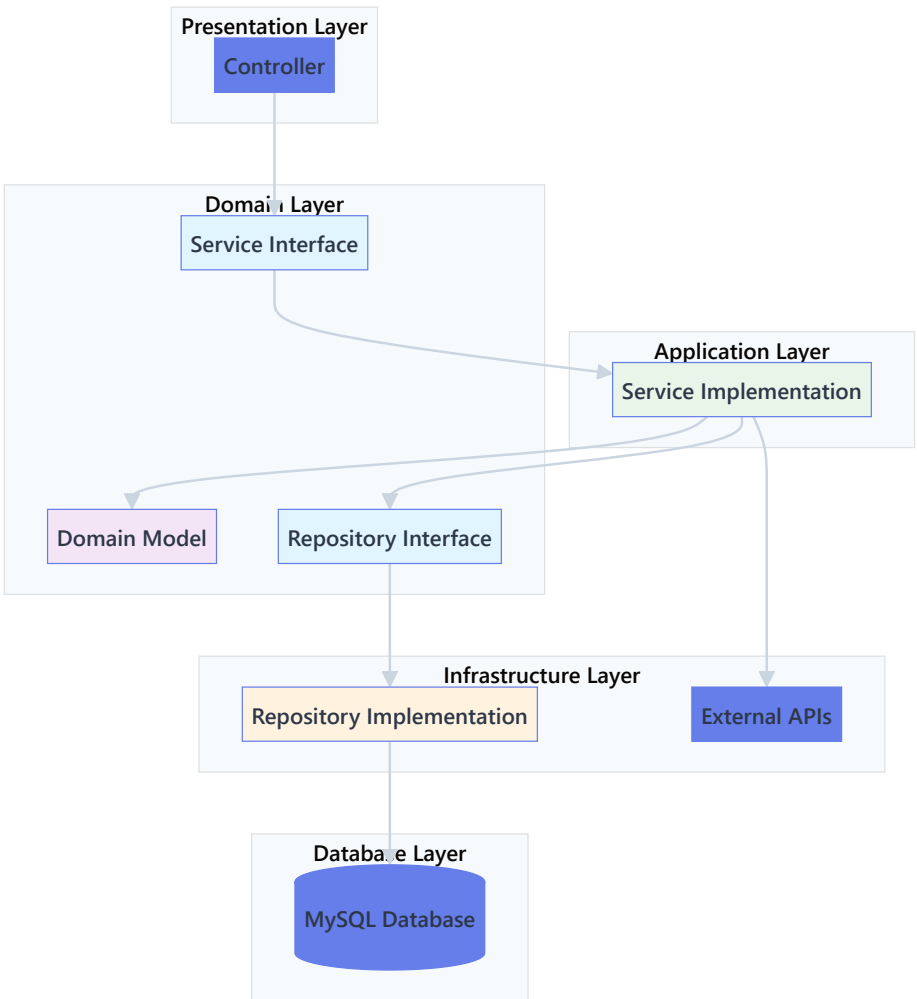 Presentation Layer
Controller
Domain Layer
Service Interface
Application Layer
Service Implementation
Domain Model
Repository Interface
Infrastructure Layer
Repository Implementation
External APIs
Database Layer
MySQL Database